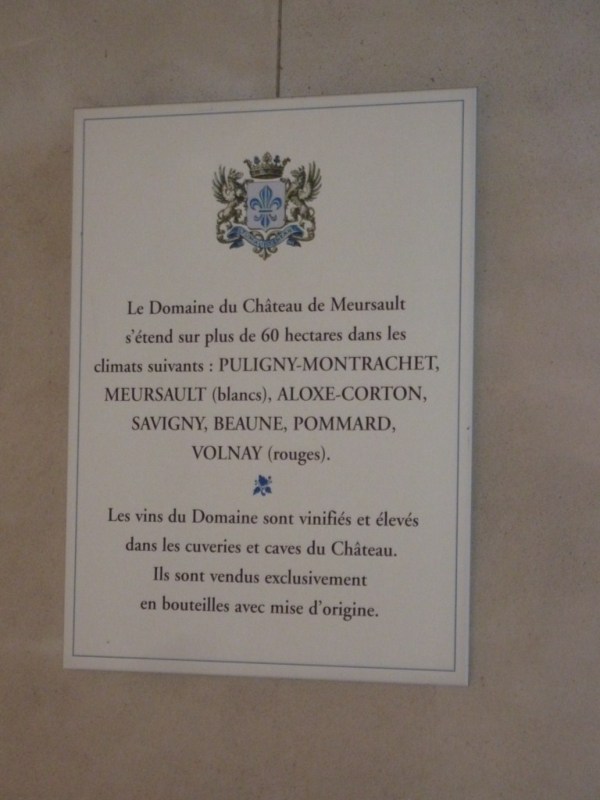 Le Domaine du Château de Meursault
s'étend sur plus de 60 hectares dans les
climats suivants : PULIGNY-MONTRACHET,
MEURSAULT (blancs), ALOXE-CORTON,
SAVIGNY, BEAUNE, POMMARD,
VOLNAY (rouges).
Les vins du Domaine sont vinifiés et élevés
dans les cuveries et caves du Château.
Ils sont vendus exclusivement
en bouteilles avec mise d'origine.